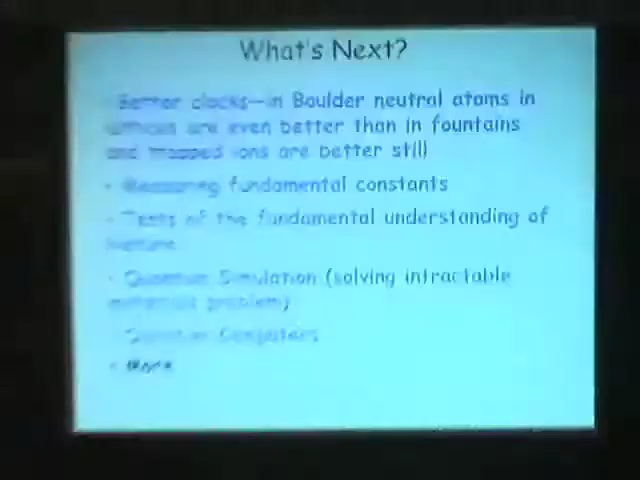 What's Next?
· Better clocks—in Boulder neutral atoms in
lattices are even better than in fountains
and trapped ions are better still
• Measuring fundamental constants
· Tests of the fundamental understanding of
Nature
· Quantum Simulation (solving intractable
materials problem)
Quantum Computers
• More